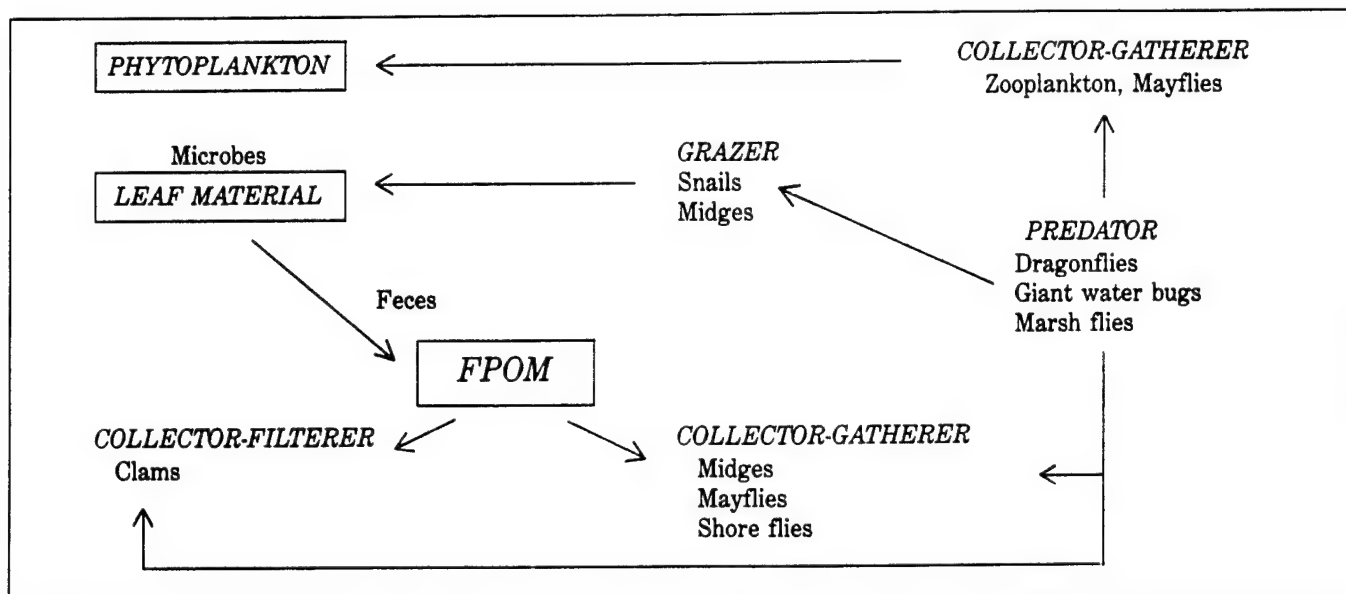 PHYTOPLANKTON
COLLECTOR-GATHERER
Zooplankton, Mayflies
Microbes
LEAF MATERIAL
GRAZER
Snails
Midges
PREDATOR
Dragonflies
Giant water bugs
Marsh flies
Feces
FPOM
COLLECTOR-FILTERER
Clams
COLLECTOR-GATHERER
Midges
Mayflies
Shore flies